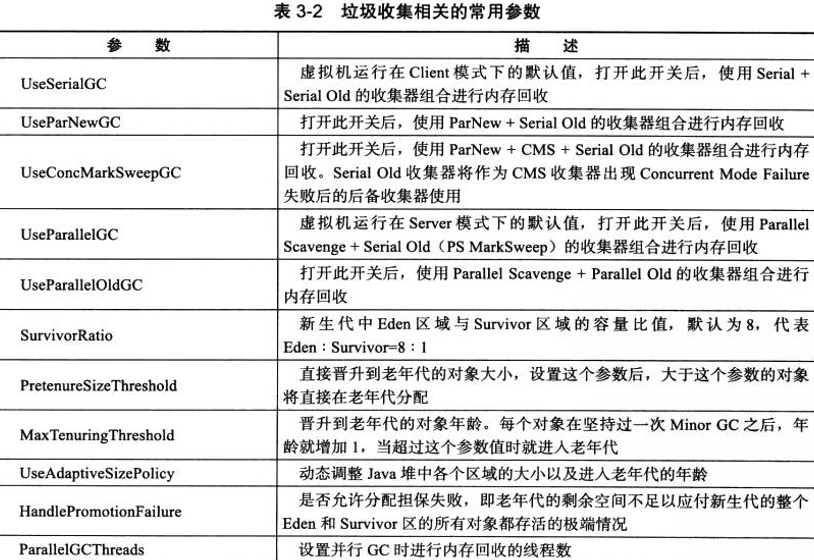 表 3-2 垃圾收集相关的常用参数
参 数
描 述
UseSerialGC
虚拟机运行在 Client 模式下的默认值，打开此开关后，使用 Serial +
Serial Old 的收集器组合进行内存回收
UseParNewGC
打开此开关后，使用 ParNew + Serial Old 的收集器组合进行内存回收
UseConcMarkSweepGC
打开此开关后，使用 ParNew + CMS + Serial Old 的收集器组合进行内存
回收。Serial Old 收集器将作为 CMS 收集器出现 Concurrent Mode Failure
失败后的后备收集器使用
UseParallelGC
虚拟机运行在 Server 模式下的默认值，打开此开关后，使用 Parallel
Scavenge + Serial Old（PS MarkSweep）的收集器组合进行内存回收
UseParallelOldGC
打开此开关后，使用 Parallel Scavenge + Parallel Old 的收集器组合进行
内存回收
SurvivorRatio
新生代中 Eden 区域与 Survivor 区域的容量比值，默认为 8，代表
Eden：Survivor=8：1
PretenureSizeThreshold
直接晋升到老年代的对象大小，设置这个参数后，大于这个参数的对象
将直接在老年代分配
MaxTenuringThreshold
晋升到老年代的对象年龄。每个对象在坚持过一次 Minor GC 之后，年
龄就增加 1，当超过这个参数值时就进入老年代
UseAdaptiveSizePolicy
动态调整 Java 堆中各个区域的大小以及进入老年代的年龄
HandlePromotionFailure
是否允许分配担保失败，即老年代的剩余空间不足以应付新生代的整个
Eden 和 Survivor 区的所有对象都存活的极端情况
ParallelGCThreads
设置并行 GC 时进行内存回收的线程数